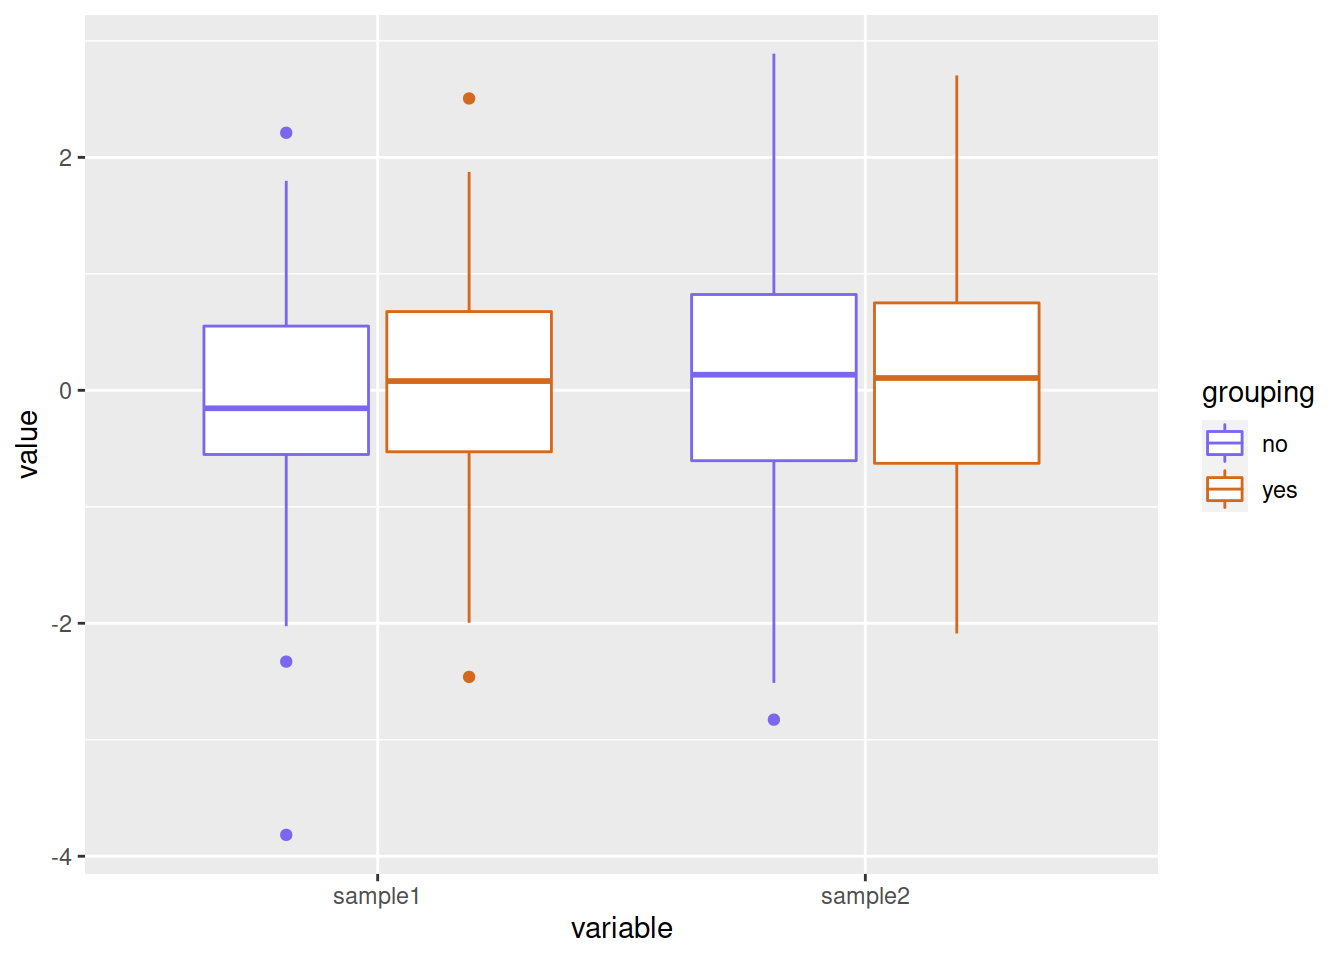 value
2
0
-2
-4
sample1
sample2
variable
grouping
no
yes